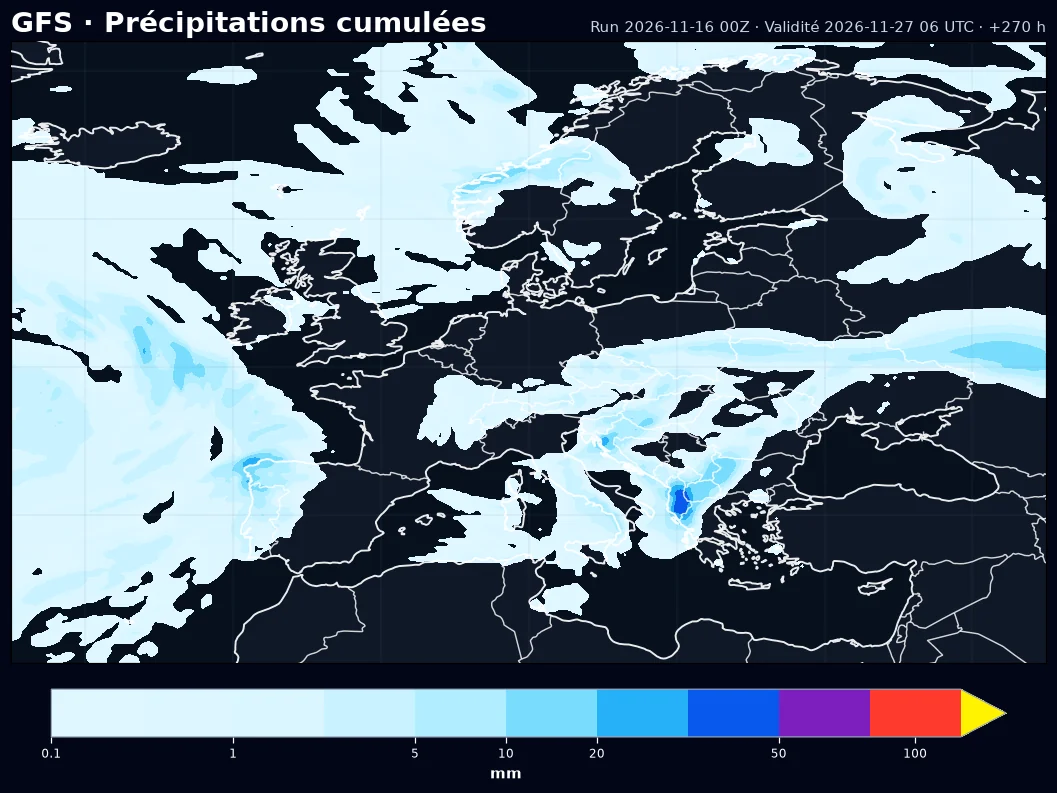 GFS · Précipitations cumulées
Run 2026-11-16 00Z · Validité 2026-11-27 06 UTC · +270 h
0.1 1 5 10 20 50 100
mm